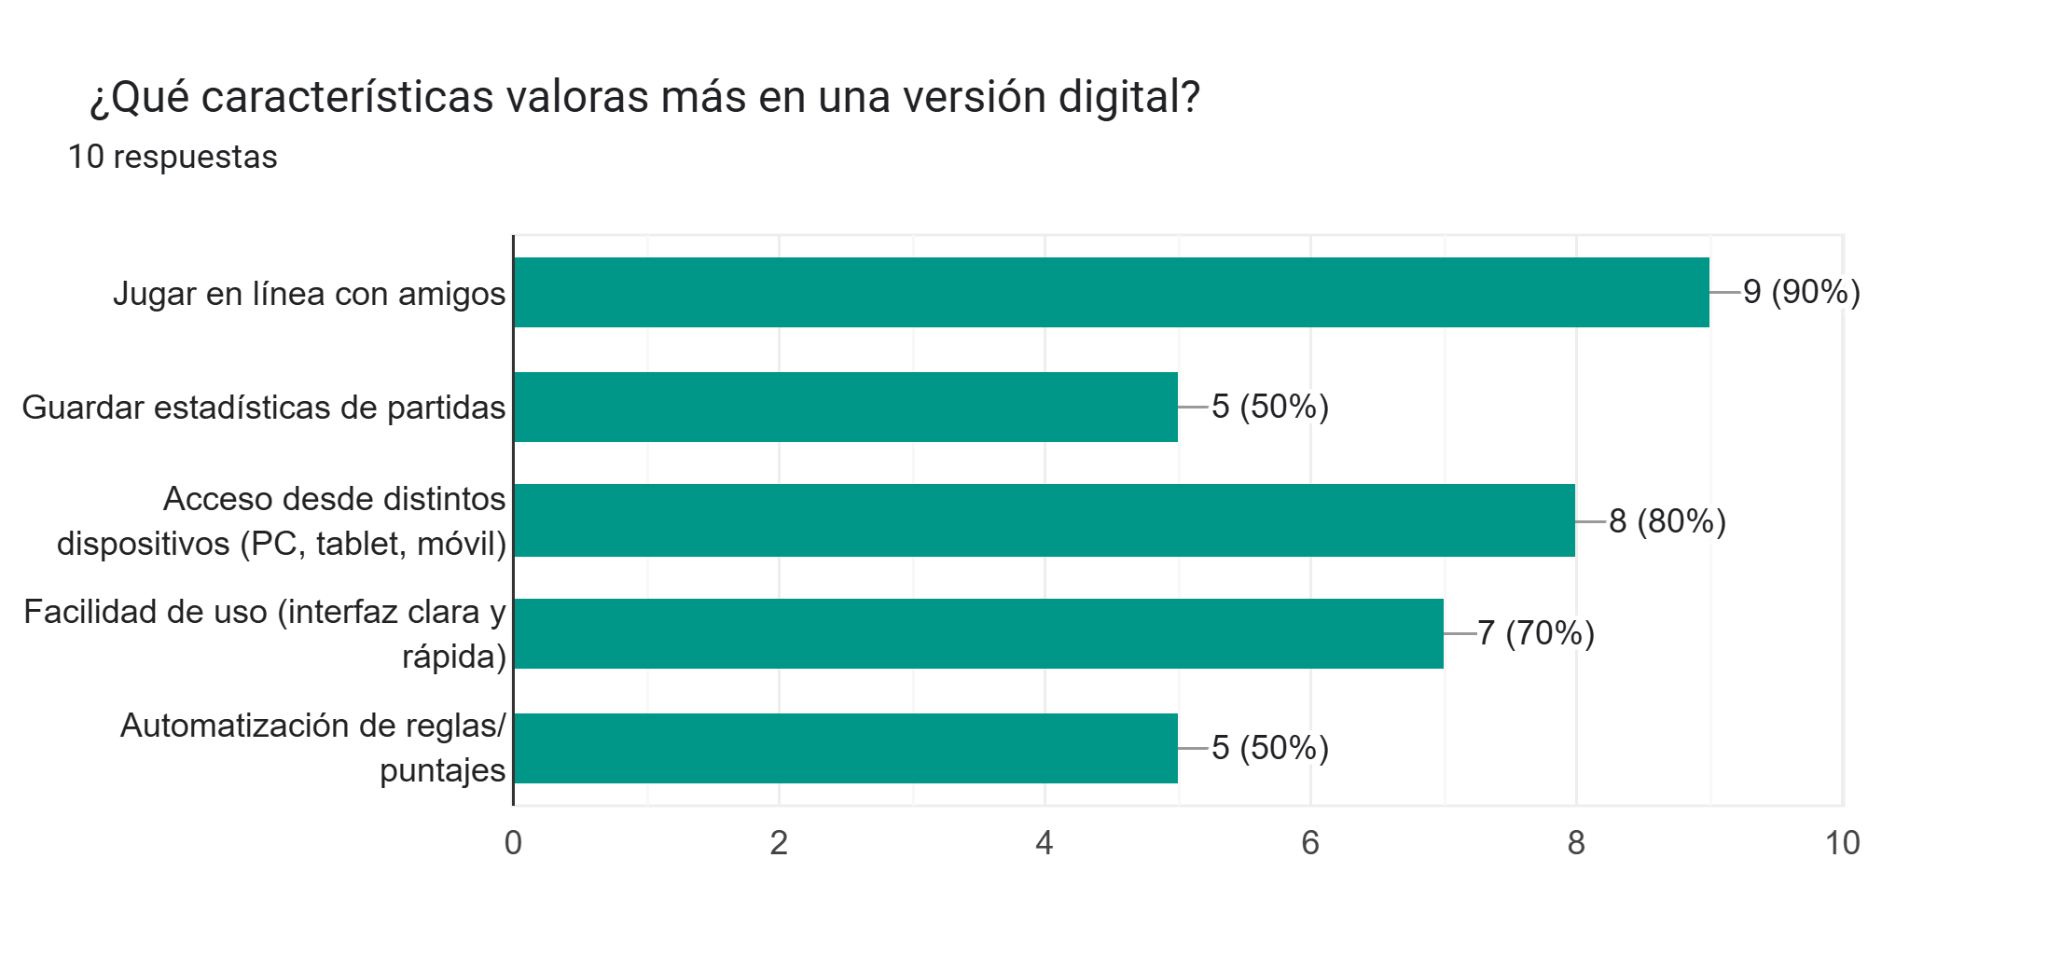 ¿Qué características valoras más en una versión digital?
10 respuestas
Jugar en línea con amigos
9 (90%)
Guardar estadísticas de partidas
5 (50%)
Acceso desde distintos
dispositivos (PC, tablet, móvil)
8 (80%)
Facilidad de uso (interfaz clara y
rápida)
7 (70%)
Automatización de reglas/
puntajes
5 (50%)
0 2 4 6 8 10